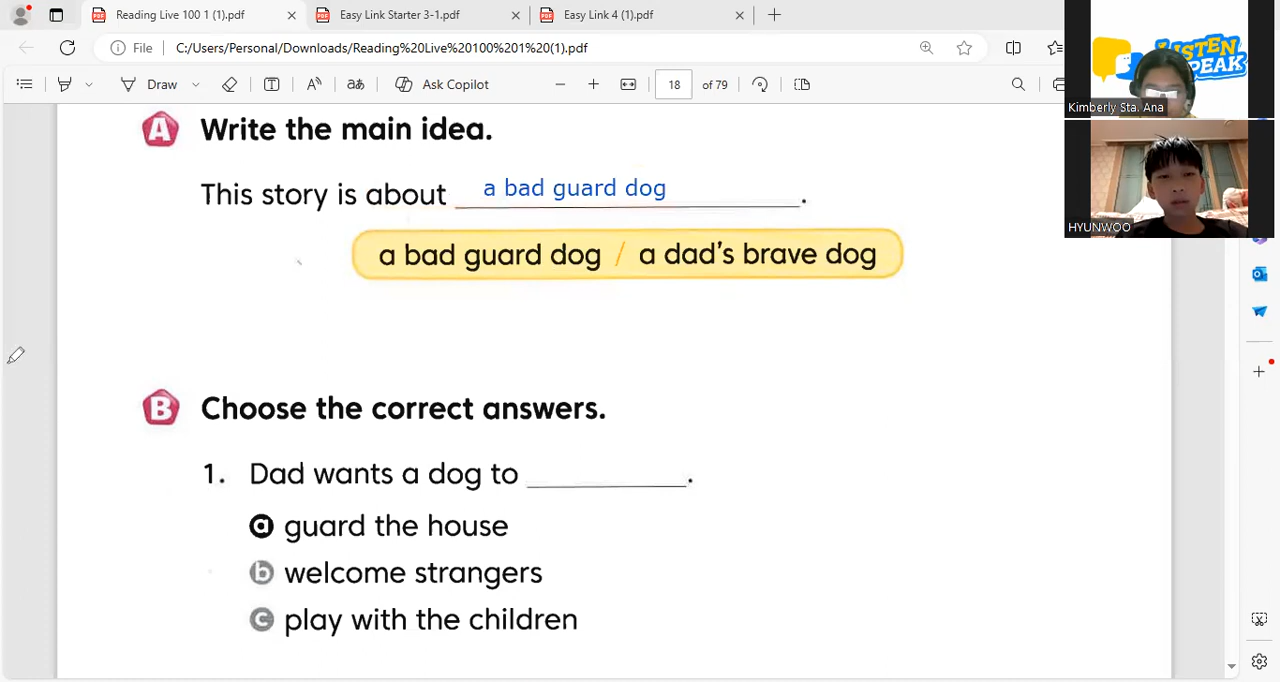 Reading Live 100 1 (1).pdf
Easy Link Starter 3-1.pdf
Easy Link 4 (1).pdf
File
C:/Users/Personal/Downloads/Reading%20Live%20100%201%20(1).pdf
Draw
Ask Copilot
18 of 79
A Write the main idea.
This story is about a bad guard dog.
a bad guard dog / a dad's brave dog
B Choose the correct answers.
1. Dad wants a dog to __________.
a guard the house
b welcome strangers
c play with the children
LISTEN
PEAK
Kimberly Sta. Ana
HYUNWOO